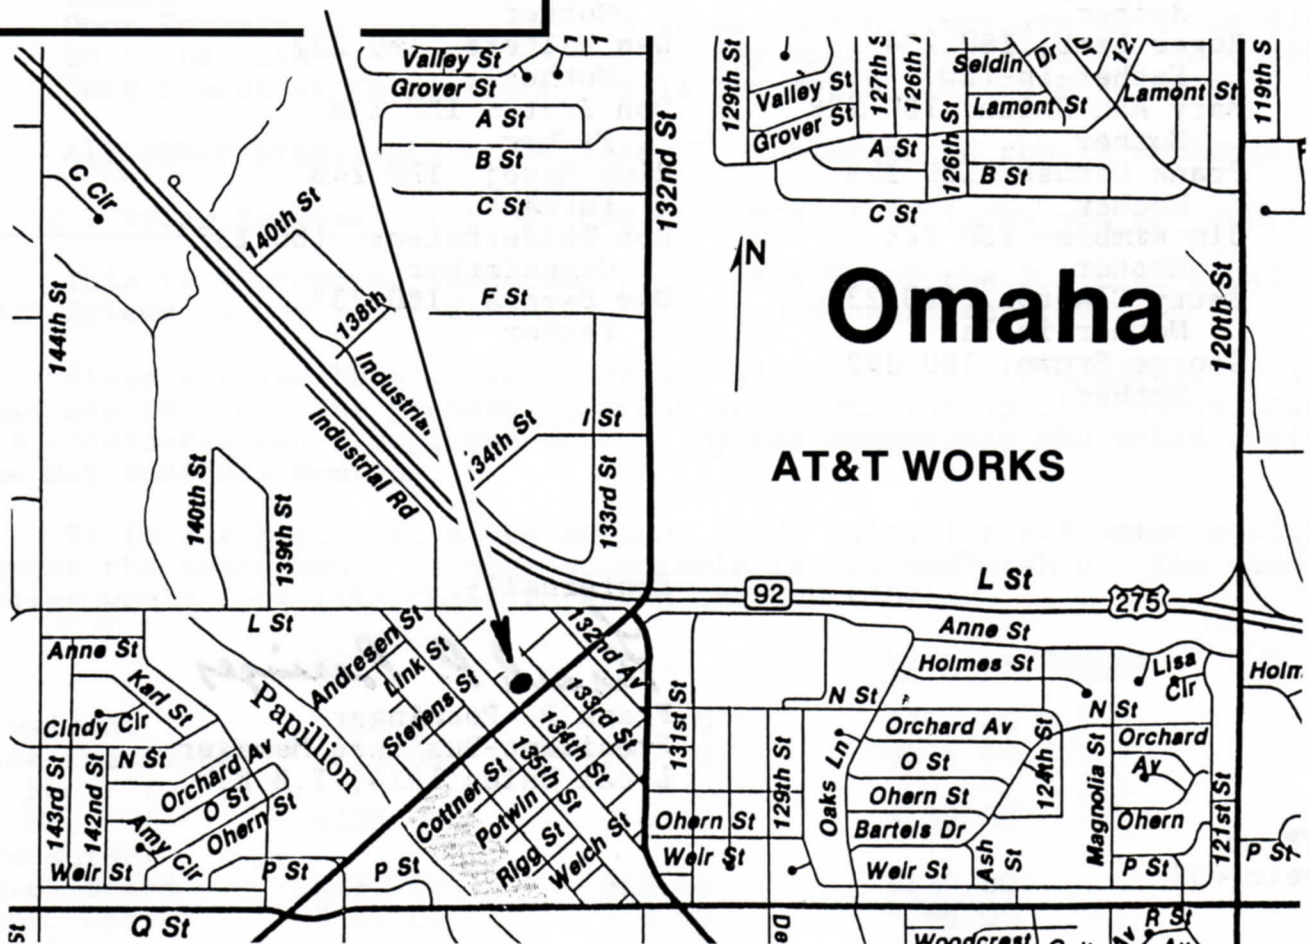 Valley St
Grover St
A St
B St
C St
F St
132nd St
129th St
Valley St
Grover St
127th S
126th
Seldin
Lamont St
Lamont St
119th S
A St
126th St
B St
C St
C Cir
140th St
144th St
138th
N
Omaha
120th St
Industria.
Industrial Rd
34th St
I St
133rd St
AT&T WORKS
140th St
139th St
L St
92
L St
275
Anne St
Andresen St
Link St
Stevens St
Papillion
132nd Av
133rd St
134th St
135th St
Anne St
Holmes St
Lisa
Cir
Holm
Karl St
Cindy Cir
N St
131st St
N St
N St
Orchard Av
Orchard
Av
O St
Oaks Ln
129th St
124th St
Magnolia St
143rd St
142nd St
Orchard A
O St
Ohern St
Amy Cir
Weir St
P St
P St
Cottner St
Potwin
Rigg St
Welch St
Ohern St
Weir St
Ohern St
Bartels Dr
Weir St
Ash
St
Ohern
P St
121st St
P St
Q St
St
R St
Woodcrest
Av